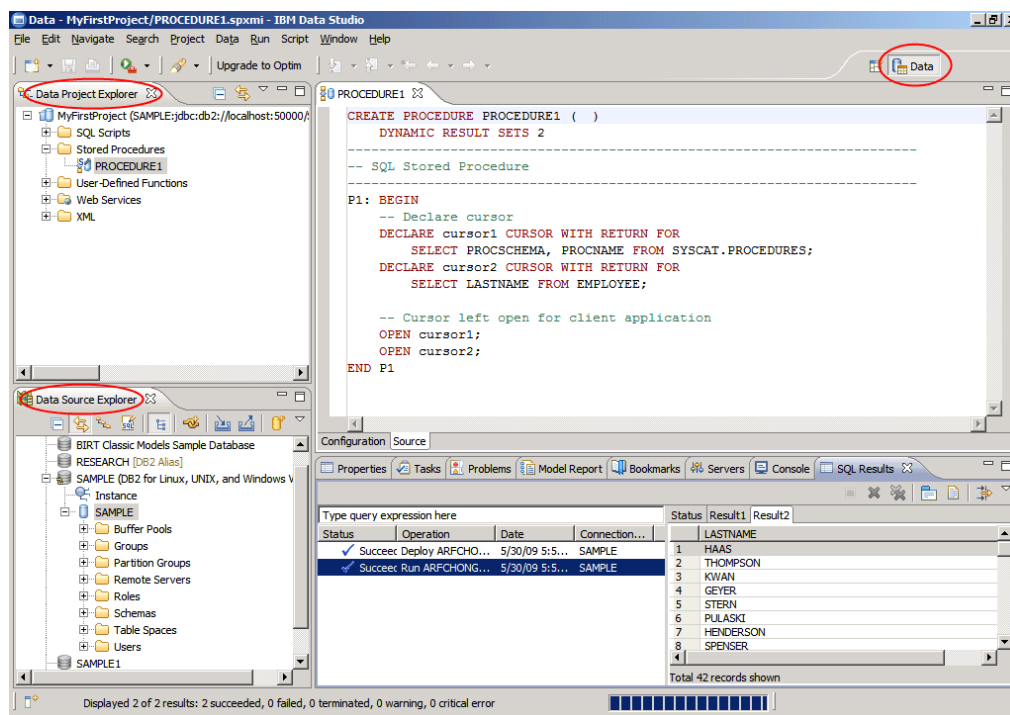 Data - MyFirstProject/PROCEDURE1.spxmi - IBM Data Studio
File Edit Navigate Search Project Data Run Script Window Help
Upgrade to Optim
Data
Data Project Explorer
MyFirstProject (SAMPLE:jdbc:db2://localhost:50000/
SQL Scripts
Stored Procedures
PROCEDURE1
User-Defined Functions
Web Services
XML
PROCEDURE1
CREATE PROCEDURE PROCEDURE1 ( )
DYNAMIC RESULT SETS 2
------------------------------------------------------------------------
-- SQL Stored Procedure
------------------------------------------------------------------------
P1: BEGIN
-- Declare cursor
DECLARE cursor1 CURSOR WITH RETURN FOR
SELECT PROCSCHEMA, PROCNAME FROM SYSCAT.PROCEDURES;
DECLARE cursor2 CURSOR WITH RETURN FOR
SELECT LASTNAME FROM EMPLOYEE;
-- Cursor left open for client application
OPEN cursor1;
OPEN cursor2;
END P1
Configuration Source
Data Source Explorer
BIRT Classic Models Sample Database
RESEARCH [DB2 Alias]
SAMPLE (DB2 for Linux, UNIX, and Windows V
Instance
SAMPLE
Buffer Pools
Groups
Partition Groups
Remote Servers
Roles
Schemas
Table Spaces
Users
SAMPLE1
Properties Tasks Problems Model Report Bookmarks Servers Console SQL Results
Type query expression here
Status Operation Date Connection...
Succeec Deploy ARFCHO... 5/30/09 5:5... SAMPLE
Succeec Run ARFCHONG... 5/30/09 5:5... SAMPLE
Status Result1 Result2
LASTNAME
1 HAAS
2 THOMPSON
3 KWAN
4 GEYER
5 STERN
6 PULASKI
7 HENDERSON
8 SPENSER
Total 42 records shown
Displayed 2 of 2 results: 2 succeeded, 0 failed, 0 terminated, 0 warning, 0 critical error